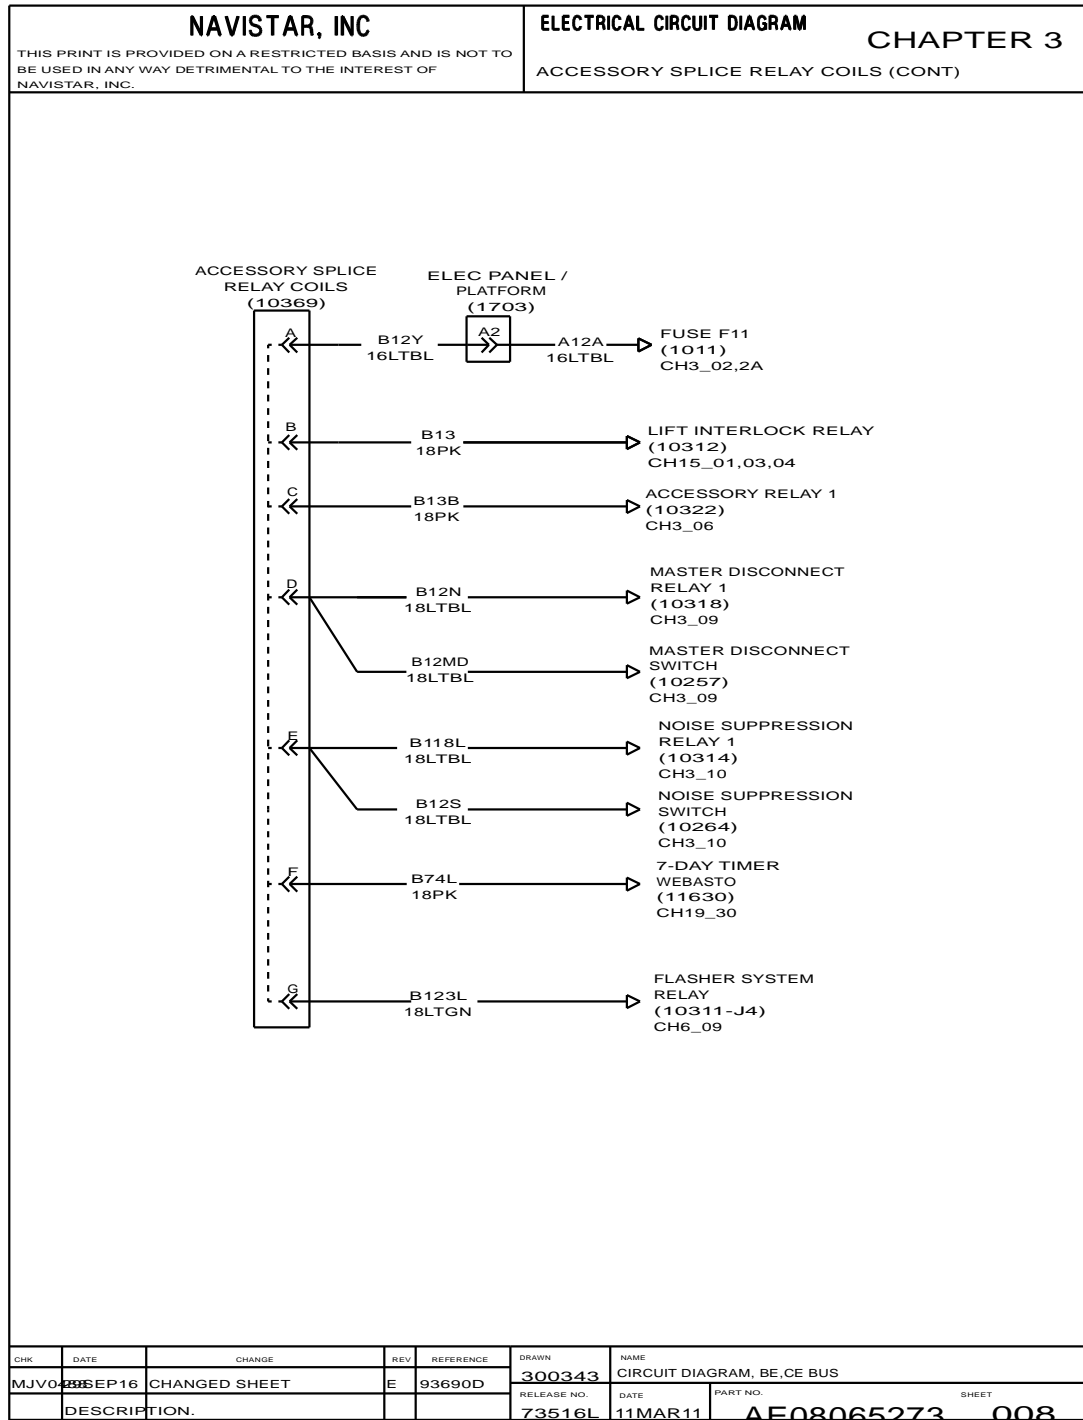 NAVISTAR, INC
THIS PRINT IS PROVIDED ON A RESTRICTED BASIS AND IS NOT TO
BE USED IN ANY WAY DETRIMENTAL TO THE INTEREST OF
NAVISTAR, INC.
ELECTRICAL CIRCUIT DIAGRAM
CHAPTER 3
ACCESSORY SPLICE RELAY COILS (CONT)
ACCESSORY SPLICE
RELAY COILS
(10369)
ELEC PANEL /
PLATFORM
(1703)
A
B12Y
16LTBL
A2
A12A
16LTBL
FUSE F11
(1011)
CH3_02,2A
B
B13
18PK
LIFT INTERLOCK RELAY
(10312)
CH15_01,03,04
C
B13B
18PK
ACCESSORY RELAY 1
(10322)
CH3_06
D
B12N
18LTBL
MASTER DISCONNECT
RELAY 1
(10318)
CH3_09
B12MD
18LTBL
MASTER DISCONNECT
SWITCH
(10257)
CH3_09
E
B118L
18LTBL
NOISE SUPPRESSION
RELAY 1
(10314)
CH3_10
B12S
18LTBL
NOISE SUPPRESSION
SWITCH
(10264)
CH3_10
F
B74L
18PK
7-DAY TIMER
WEBASTO
(11630)
CH19_30
G
B123L
18LTGN
FLASHER SYSTEM
RELAY
(10311-J4)
CH6_09
CHK DATE CHANGE REV REFERENCE
CHANGED SHEET E 93690D
DESCRIPTION.
DRAWN
300343
NAME
CIRCUIT DIAGRAM, BE,CE BUS
RELEASE NO.
73516L
DATE
11MAR11
PART NO.
AE08065273
SHEET
008